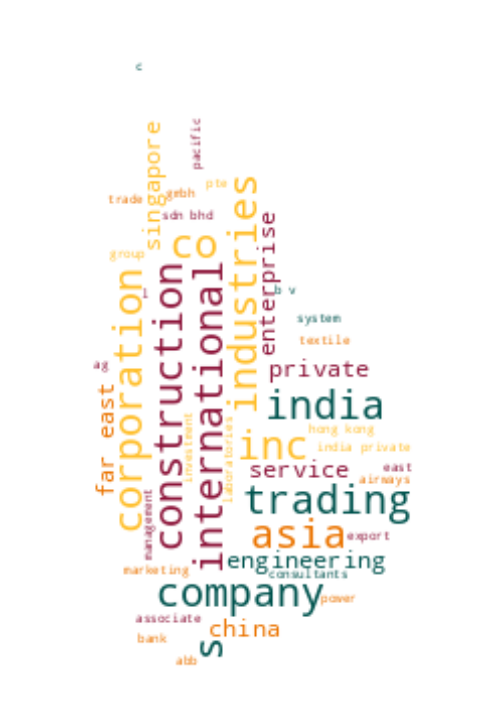 c
pacific
singapore
pte
gmbh
trade
sdn bhd
industries
enterprise
co
group
construction
international
corporation
l
b v
system
textile
ag
private
far east
india
investment
laboratories
hong kong
inc
india private
service
east
airways
management
trading
asia
export
engineering
marketing
consultants
company
power
associate
china
bank
s
abb